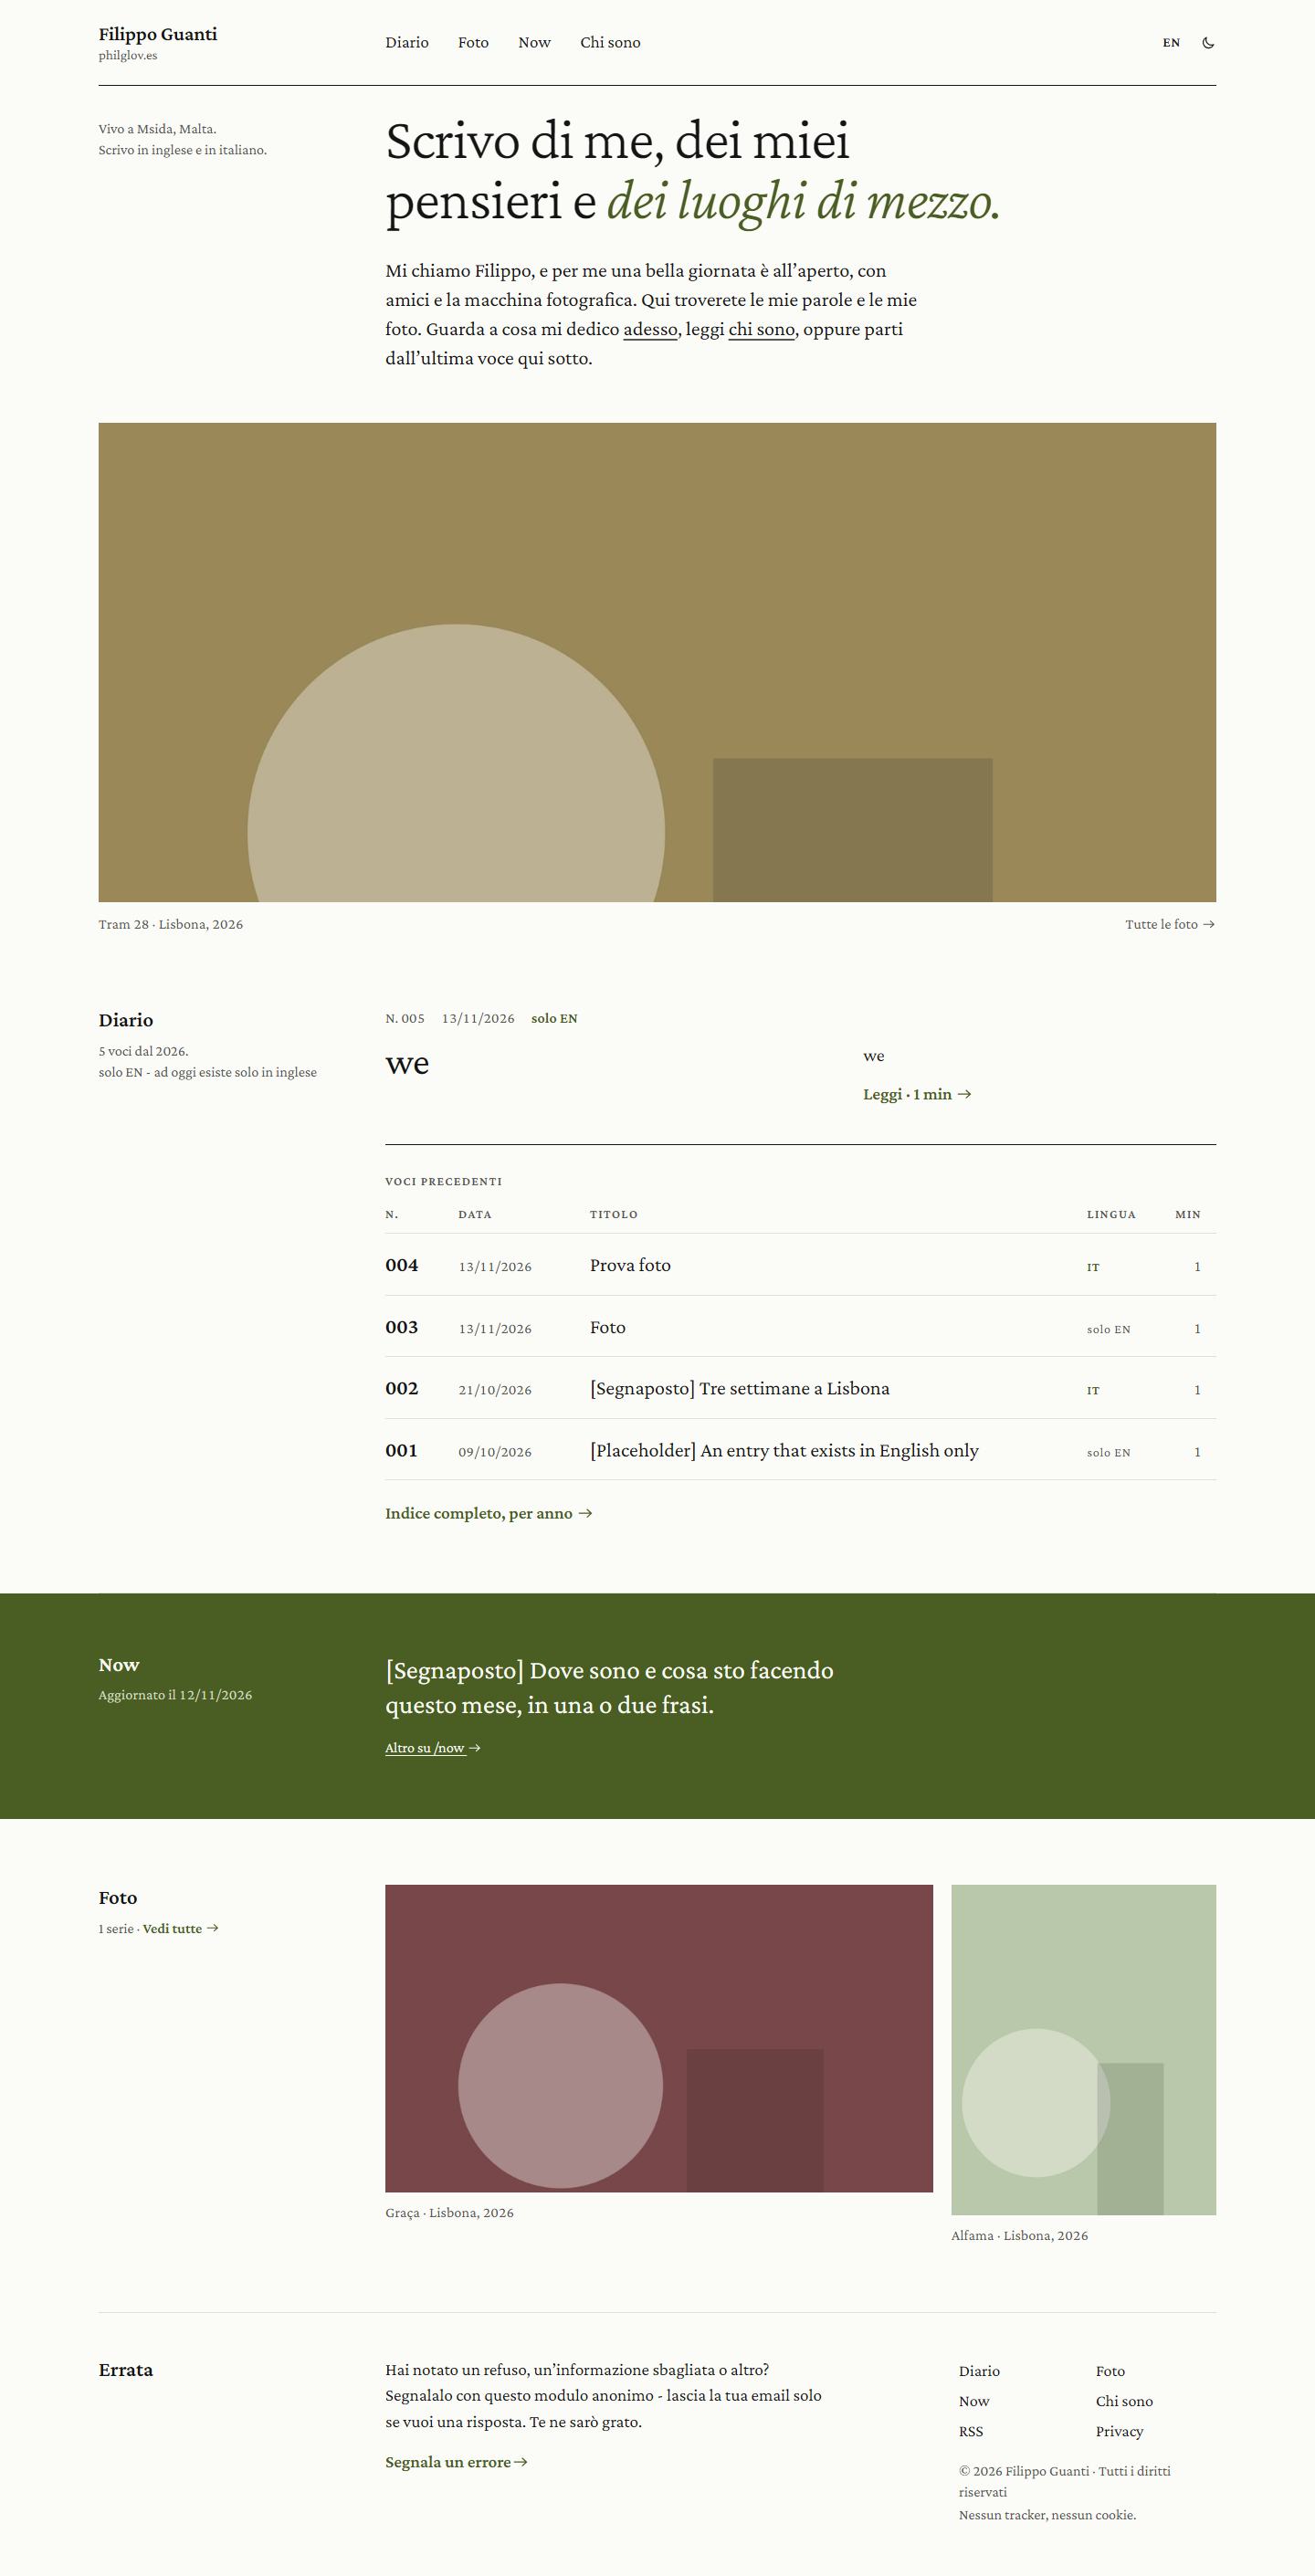 Filippo Guanti
philglov.es
Diario Foto Now Chi sono
EN
Vivo a Msida, Malta.
Scrivo in inglese e in italiano.
Scrivo di me, dei miei
pensieri e dei luoghi di mezzo.
Mi chiamo Filippo, e per me una bella giornata è all’aperto, con
amici e la macchina fotografica. Qui troverete le mie parole e le mie
foto. Guarda a cosa mi dedico adesso, leggi chi sono, oppure parti
dall’ultima voce qui sotto.
Tram 28 · Lisbona, 2026
Tutte le foto →
Diario
5 voci dal 2026.
solo EN - ad oggi esiste solo in inglese
N. 005 13/11/2026 solo EN
we
we
Leggi · 1 min →
VOCI PRECEDENTI
N. DATA TITOLO LINGUA MIN
004 13/11/2026 Prova foto IT 1
003 13/11/2026 Foto solo EN 1
002 21/10/2026 [Segnaposto] Tre settimane a Lisbona IT 1
001 09/10/2026 [Placeholder] An entry that exists in English only solo EN 1
Indice completo, per anno →
Now
Aggiornato il 12/11/2026
[Segnaposto] Dove sono e cosa sto facendo
questo mese, in una o due frasi.
Altro su /now →
Foto
1 serie · Vedi tutte →
Graça · Lisbona, 2026
Alfama · Lisbona, 2026
Errata
Hai notato un refuso, un’informazione sbagliata o altro?
Segnalalo con questo modulo anonimo - lascia la tua email solo
se vuoi una risposta. Te ne sarò grato.
Segnala un errore →
Diario Foto
Now Chi sono
RSS Privacy
© 2026 Filippo Guanti · Tutti i diritti
riservati
Nessun tracker, nessun cookie.